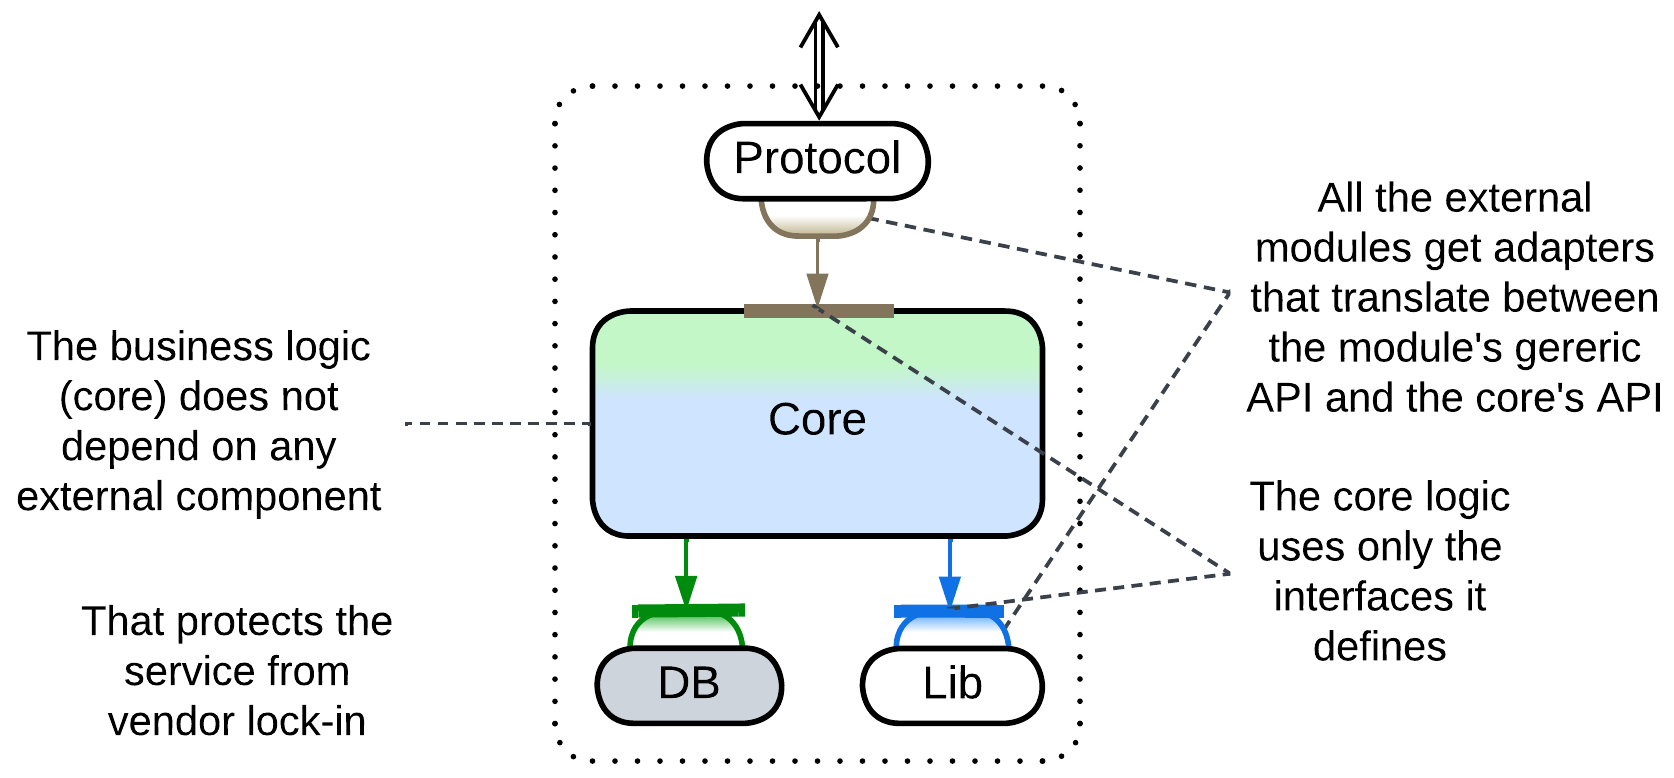 Protocol
Core
DB
Lib
The business logic
(core) does not
depend on any
external component
That protects the
service from
vendor lock-in
All the external
modules get adapters
that translate between
the module's gereric
API and the core's API
The core logic
uses only the
interfaces it
defines